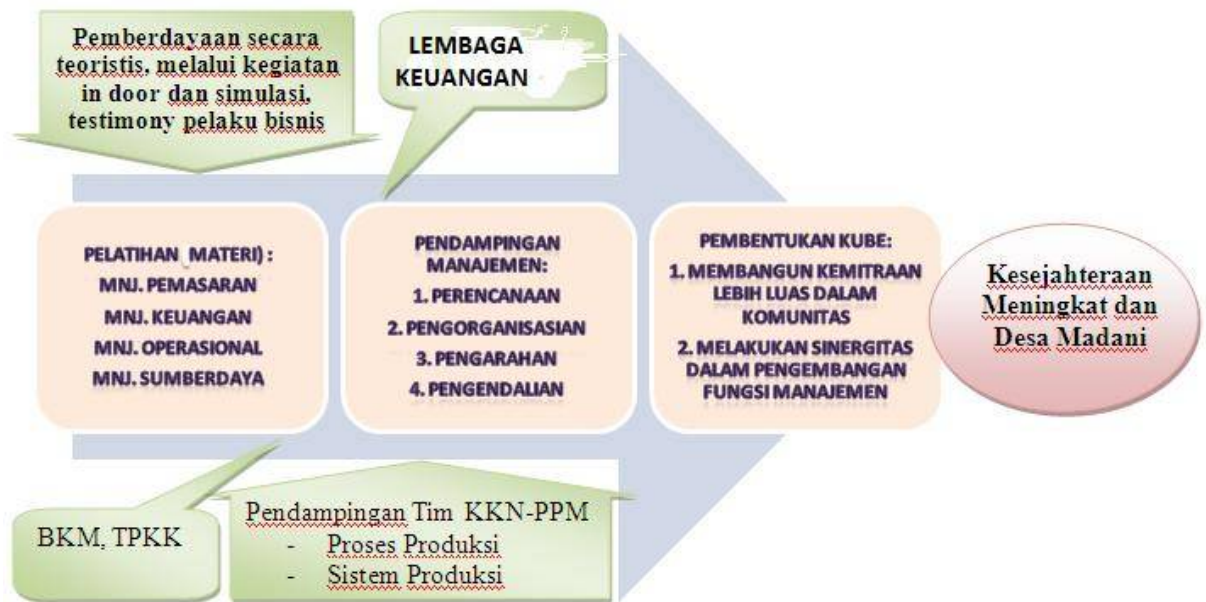 Pemberdayaan secara
teoristis, melalui kegiatan
in door dan simulasi,
testimony pelaku bisnis
LEMBAGA
KEUANGAN
PELATIHAN MATERI) :
MNJ. PEMASARAN
MNJ. KEUANGAN
MNJ. OPERASIONAL
MNJ. SUMBERDAYA
PENDAMPINGAN
MANAJEMEN:
1. PERENCANAAN
2. PENGORGANISASIAN
3. PENGARAHAN
4. PENGENDALIAN
PEMBENTUKAN KUBE:
1. MEMBANGUN KEMITRAAN
LEBIH LUAS DALAM
KOMUNITAS
2. MELAKUKAN SINERGITAS
DALAM PENGEMBANGAN
FUNGSI MANAJEMEN
Kesejahteraan
Meningkat dan
Desa Madani
BKM, TPKK
Pendampingan Tim KKN-PPM
- Proses Produksi
- Sistem Produksi